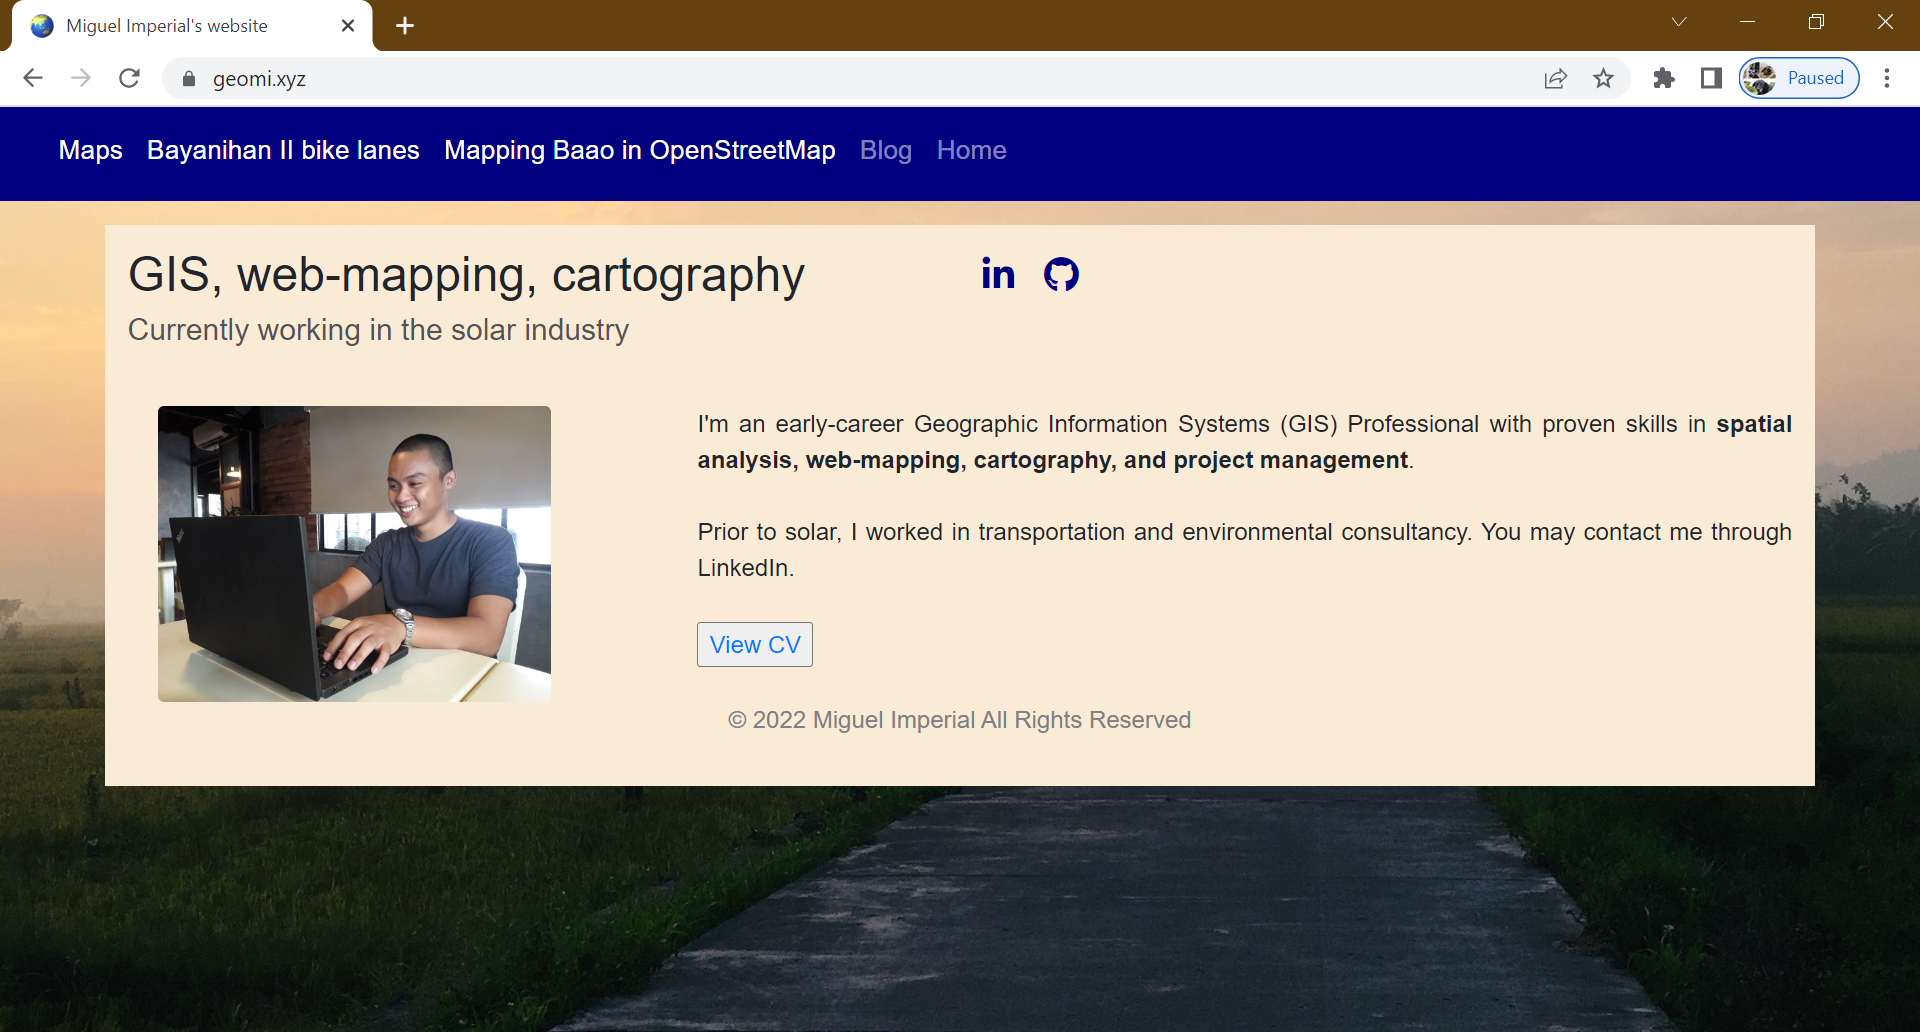 Miguel Imperial's website
geomi.xyz
Paused
Maps Bayanihan II bike lanes Mapping Baao in OpenStreetMap Blog Home
GIS, web-mapping, cartography
in
Currently working in the solar industry
I'm an early-career Geographic Information Systems (GIS) Professional with proven skills in spatial
analysis, web-mapping, cartography, and project management.
Prior to solar, I worked in transportation and environmental consultancy. You may contact me through
LinkedIn.
View CV
© 2022 Miguel Imperial All Rights Reserved